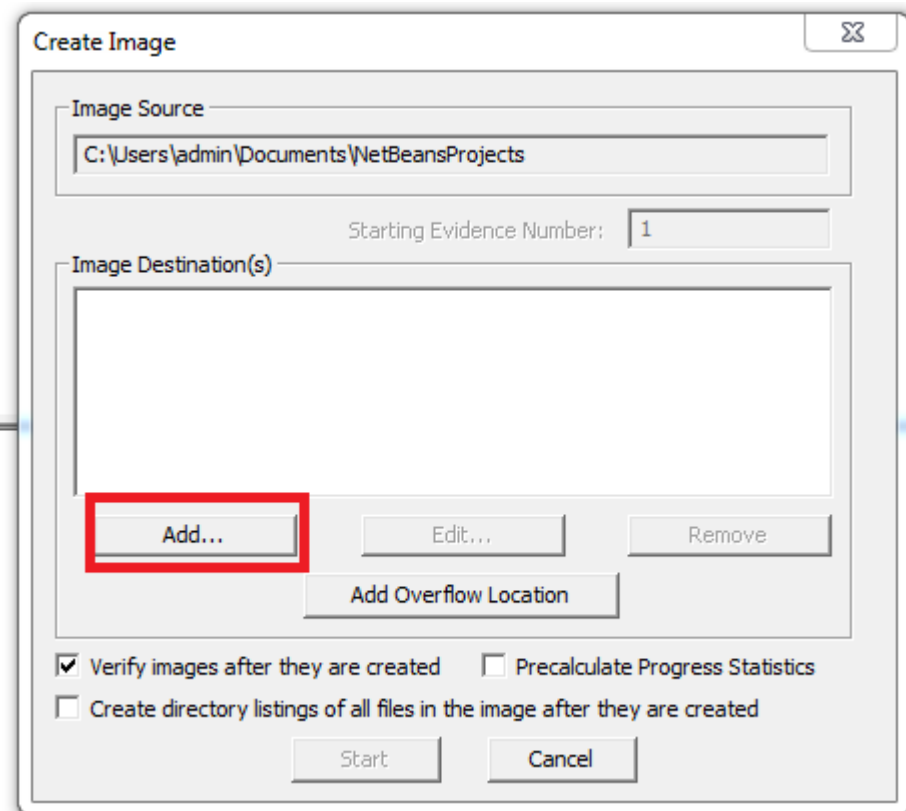 Create Image
Image Source
C:\Users\admin\Documents\NetBeansProjects
Starting Evidence Number: 1
Image Destination(s)
Add... Edit... Remove
Add Overflow Location
Verify images after they are created Precalculate Progress Statistics
Create directory listings of all files in the image after they are created
Start Cancel